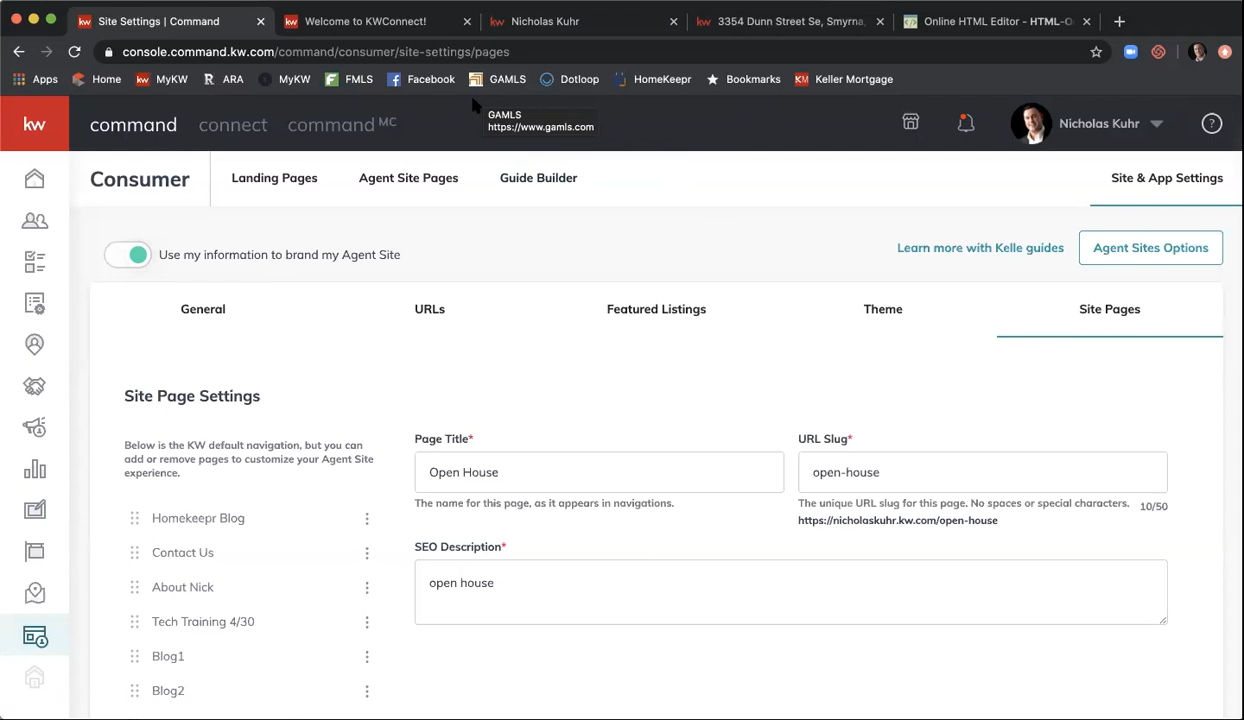 Site Settings | Command
Welcome to KWConnect!
Nicholas Kuhr
3354 Dunn Street Se, Smyrna,
Online HTML Editor - HTML-O
console.command.kw.com/command/consumer/site-settings/pages
Apps
Home
MyKW
ARA
MyKW
FMLS
Facebook
GAMLS
Dotloop
HomeKeepr
Bookmarks
Keller Mortgage
GAMLS
https://www.gamls.com
kw
command
connect
command MC
Nicholas Kuhr
Consumer
Landing Pages
Agent Site Pages
Guide Builder
Site & App Settings
Use my information to brand my Agent Site
Learn more with Kelle guides
Agent Sites Options
General
URLs
Featured Listings
Theme
Site Pages
Site Page Settings
Below is the KW default navigation, but you can
add or remove pages to customize your Agent Site
experience.
Homekeepr Blog
Contact Us
About Nick
Tech Training 4/30
Blog1
Blog2
Page Title*
Open House
The name for this page, as it appears in navigations.
URL Slug*
open-house
The unique URL slug for this page. No spaces or special characters.
10/50
https://nicholaskuhr.kw.com/open-house
SEO Description*
open house